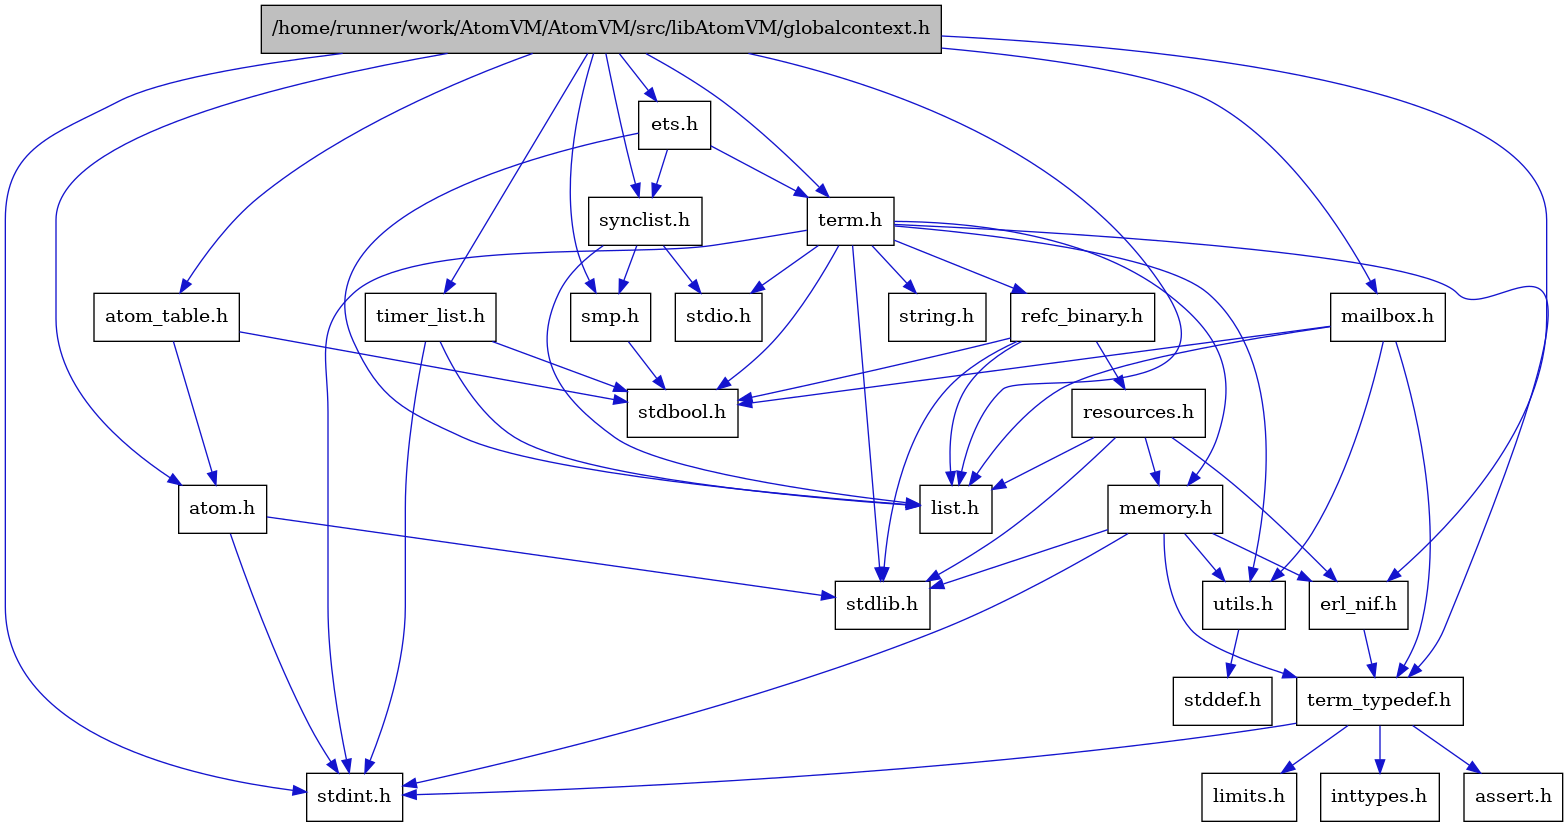 /home/runner/work/AtomVM/AtomVM/src/libAtomVM/globalcontext.h
ets.h
synclist.h
term.h
atom_table.h
timer_list.h
smp.h
stdio.h
string.h
refc_binary.h
mailbox.h
stdbool.h
resources.h
atom.h
list.h
memory.h
stdlib.h
utils.h
erl_nif.h
stddef.h
term_typedef.h
stdint.h
limits.h
inttypes.h
assert.h